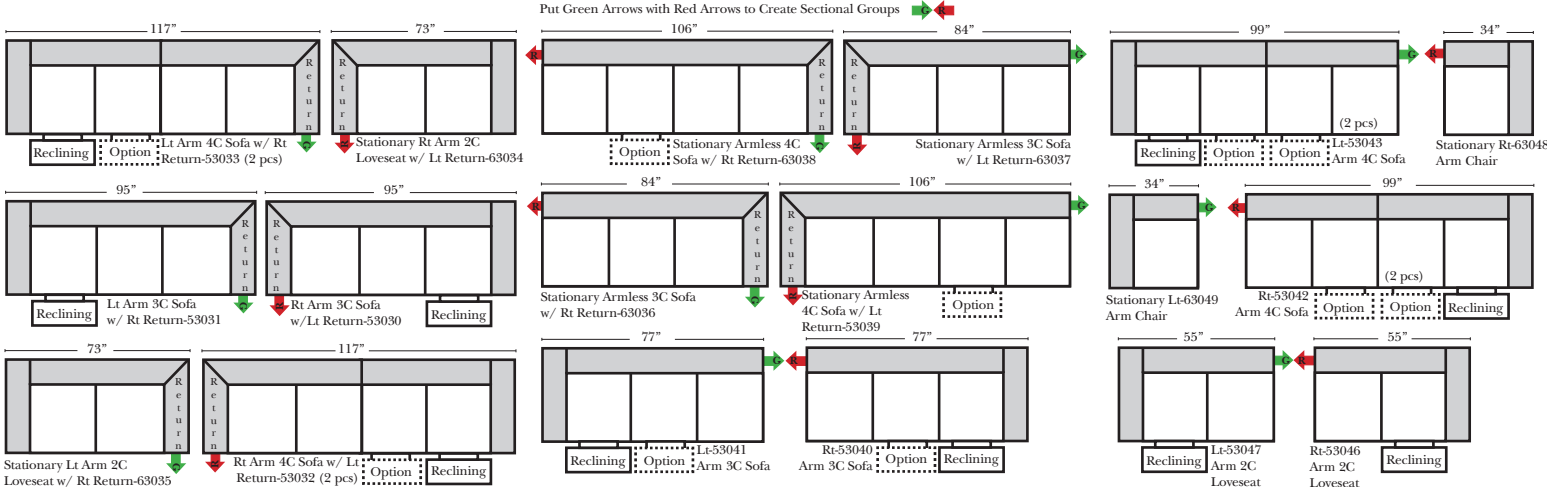 Put Green Arrows with Red Arrows to Create Sectional Groups G R
117”
73”
106”
84”
99”
34”
Return
G
Return
R
R
Return
G
Return
R
G
(2 pcs)
G
R
Reclining
Option
Lt Arm 4C Sofa w/ Rt
Return-53033 (2 pcs)
Stationary Rt Arm 2C
Loveseat w/ Lt Return-63034
Option
Stationary Armless 4C
Sofa w/ Rt Return-63038
Stationary Armless 3C Sofa
w/ Lt Return-63037
Reclining
Option
Option
Lt-53043
Arm 4C Sofa
Stationary Rt-63048
Arm Chair
95”
95”
84”
106”
34”
99”
Return
G
Return
R
R
Return
G
Return
R
G
G
R
(2 pcs)
Reclining
Lt Arm 3C Sofa
w/ Rt Return-53031
Rt Arm 3C Sofa
w/Lt Return-53030
Reclining
Stationary Armless 3C Sofa
w/ Rt Return-63036
Stationary Armless
4C Sofa w/ Lt
Return-53039
Option
Stationary Lt-63049
Arm Chair
Rt-53042
Arm 4C Sofa
Option
Option
Reclining
73”
117”
77”
77”
55”
55”
Return
G
Return
R
G
R
G
R
Stationary Lt Arm 2C
Loveseat w/ Rt Return-63035
Rt Arm 4C Sofa w/ Lt
Return-53032 (2 pcs)
Option
Reclining
Reclining
Option
Lt-53041
Arm 3C Sofa
Rt-53040
Arm 3C Sofa
Option
Reclining
Reclining
Lt-53047
Arm 2C
Loveseat
Rt-53046
Arm 2C
Loveseat
Reclining